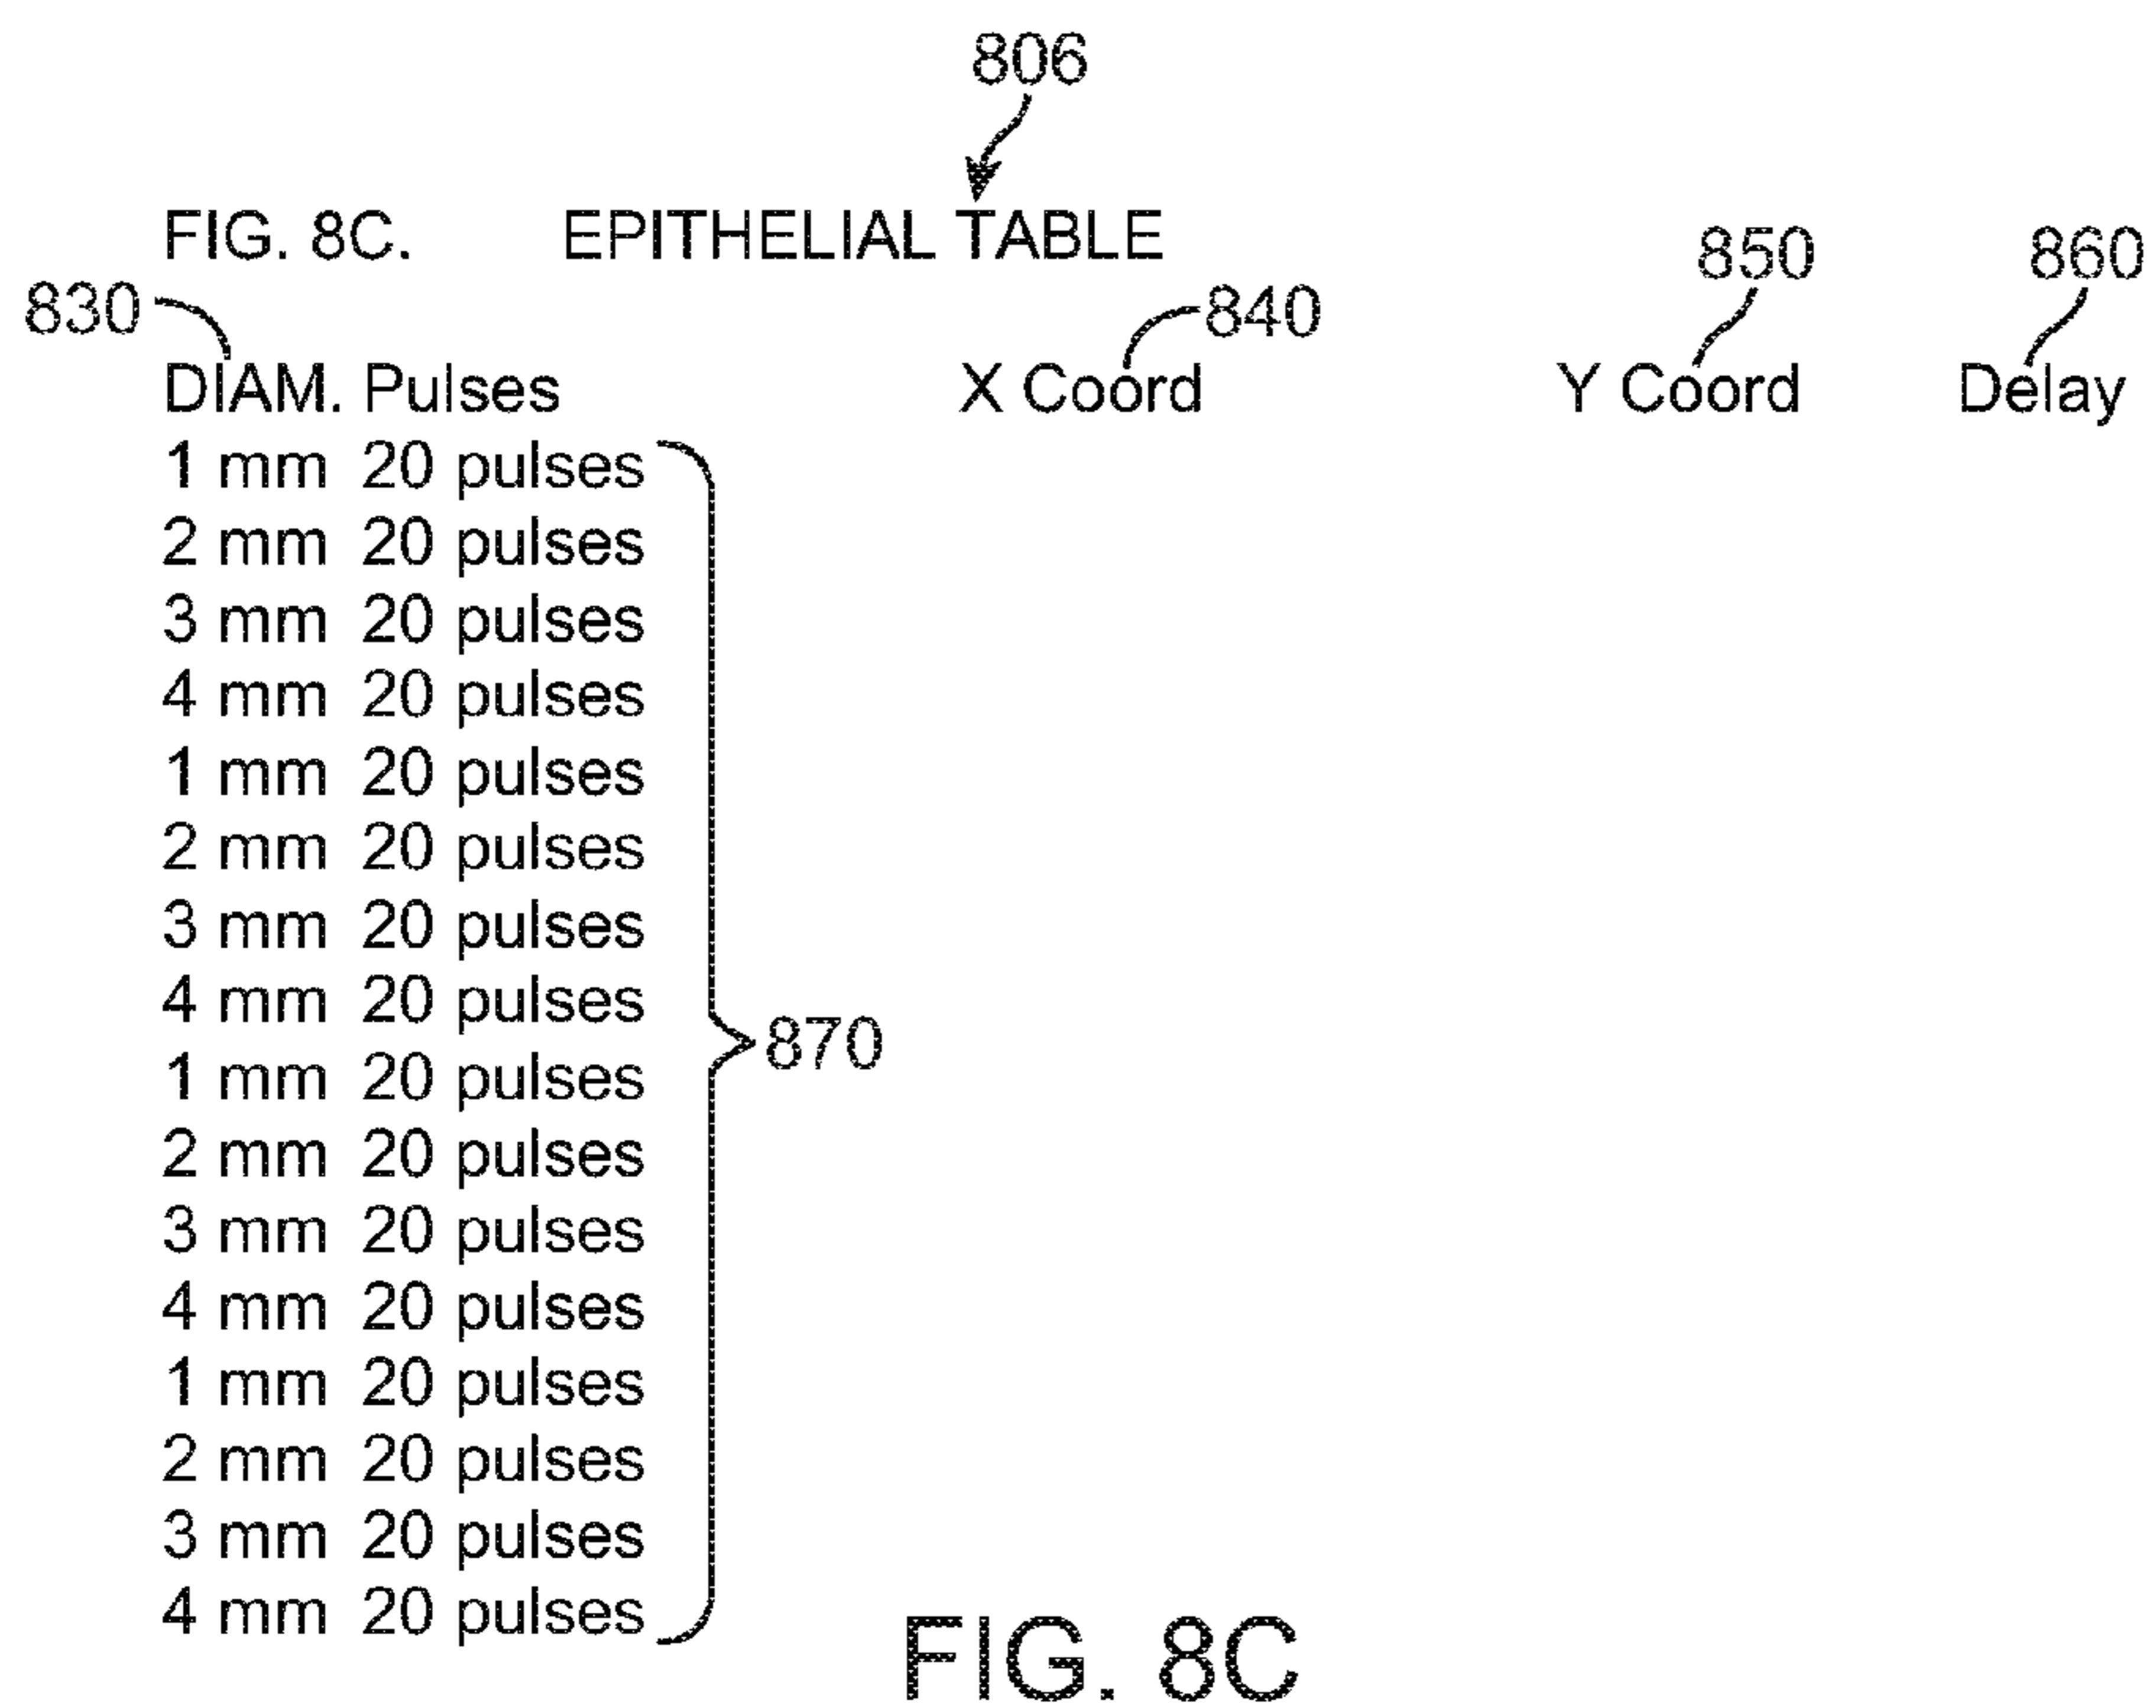 806
FIG. 8C. EPITHELIAL TABLE
830 840 850 860
DIAM. Pulses X Coord Y Coord Delay
1 mm 20 pulses
2 mm 20 pulses
3 mm 20 pulses
4 mm 20 pulses
1 mm 20 pulses
2 mm 20 pulses
3 mm 20 pulses
4 mm 20 pulses
870
1 mm 20 pulses
2 mm 20 pulses
3 mm 20 pulses
4 mm 20 pulses
1 mm 20 pulses
2 mm 20 pulses
3 mm 20 pulses
4 mm 20 pulses
FIG. 8C